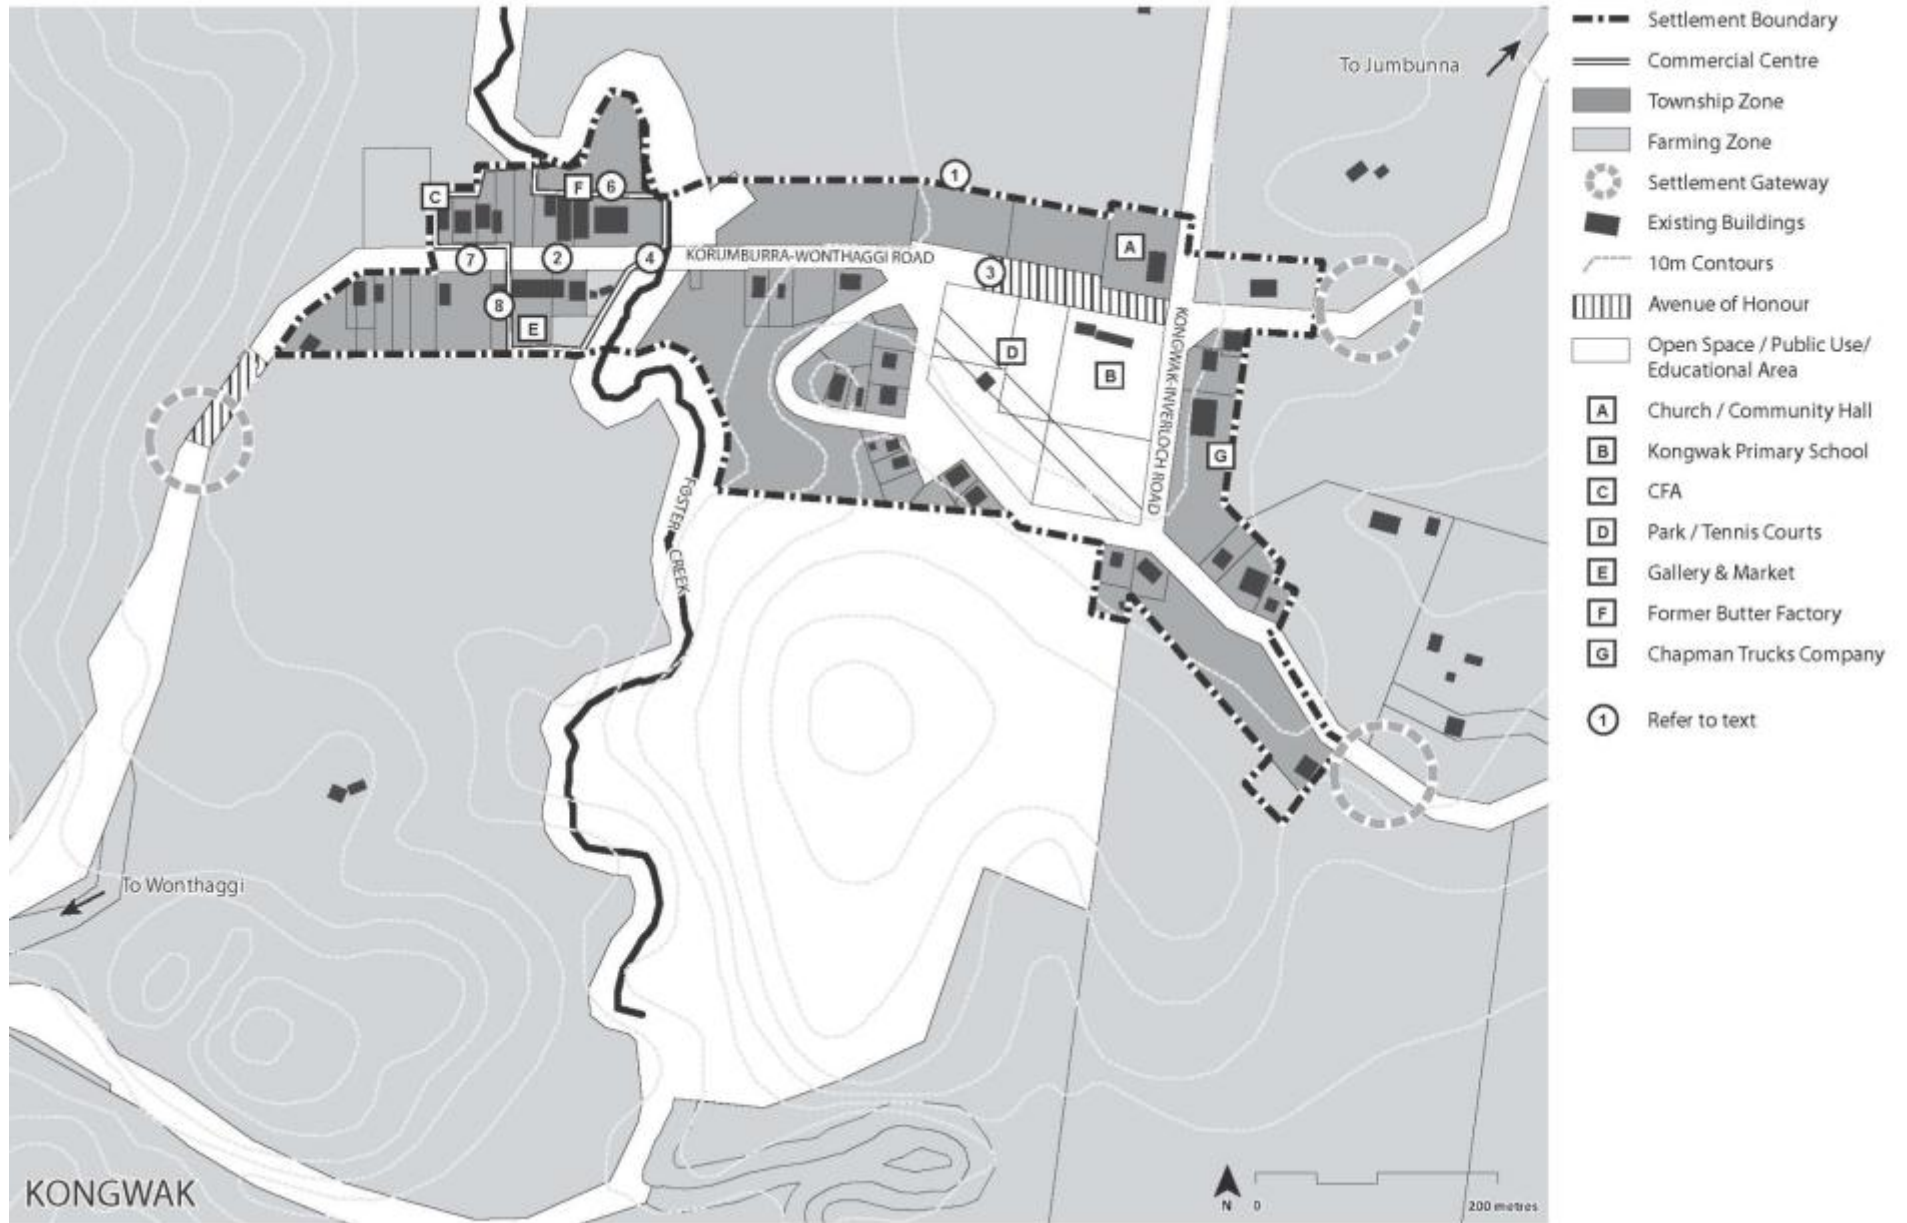 To Jumbunna
1
C
F
6
A
7
2
4
KORUMBURRA-WONTHAGGI ROAD
3
8
E
D
B
KONGWAK-INVERLOCH ROAD
G
FOSTER CREEK
To Wonthaggi
KONGWAK
N
0
200 metres
Settlement Boundary
Commercial Centre
Township Zone
Farming Zone
Settlement Gateway
Existing Buildings
10m Contours
Avenue of Honour
Open Space / Public Use/
Educational Area
A Church / Community Hall
B Kongwak Primary School
C CFA
D Park / Tennis Courts
E Gallery & Market
F Former Butter Factory
G Chapman Trucks Company
1 Refer to text